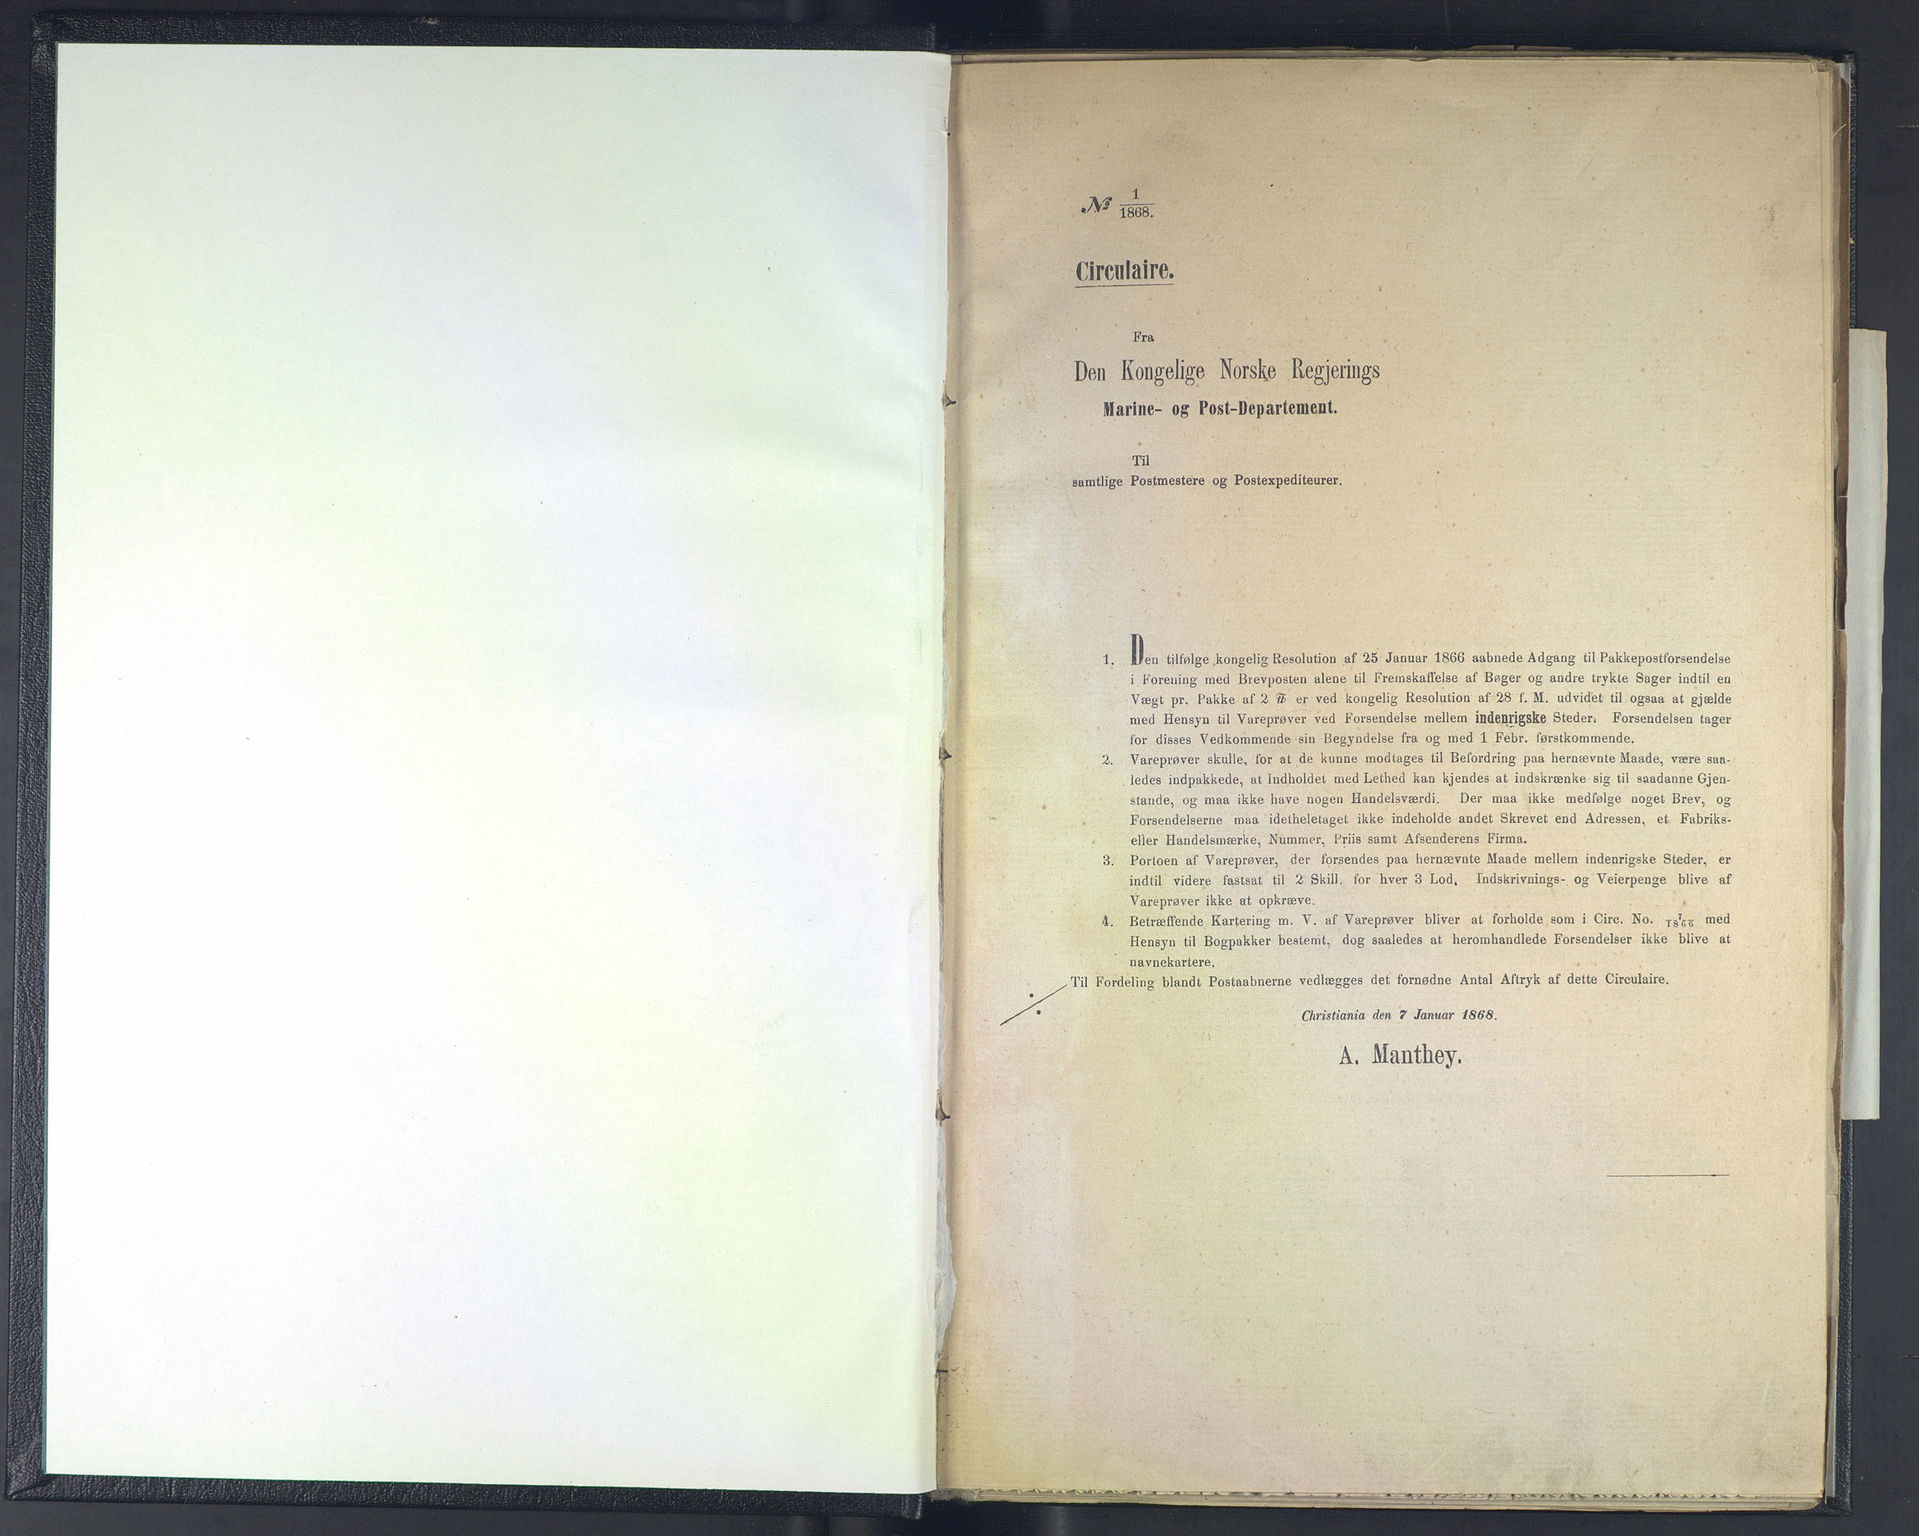 № 1/1868.
Circulaire.
Fra
Den Kongelige Norske Regjerings
Marine- og Post-Departement.
Til
samtlige Postmestere og Postexpediteurer.
1. Den tilfølge kongelig Resolution af 25 Januar 1866 aabnede Adgang til Pakkepostforsendelse
i Forening med Brevposten alene til Fremskaffelse af Bøger og andre trykte Sager indtil en
Vægt pr. Pakke af 2 ℔ er ved kongelig Resolution af 28 f. M. udvidet til ogsaa at gjælde
med Hensyn til Vareprøver ved Forsendelse mellem indenrigske Steder. Forsendelsen tager
for disses Vedkommende sin Begyndelse fra og med 1 Febr. førstkommende.
2. Vareprøver skulle, for at de kunne modtages til Befordring paa hernævnte Maade, være saa-
ledes indpakkede, at Indholdet med Lethed kan kjendes at indskrænke sig til saadanne Gjen-
stande, og maa ikke have nogen Handelsværdi. Der maa ikke medfølge noget Brev, og
Forsendelserne maa idetheletaget ikke indeholde andet Skrevet end Adressen, et Fabriks-
eller Handelsmærke, Nummer, Priis samt Afsenderens Firma.
3. Portoen af Vareprøver, der forsendes paa hernævnte Maade mellem indenrigske Steder, er
indtil videre fastsat til 2 Skill. for hver 3 Lod. Indskrivnings- og Veierpenge blive af
Vareprøver ikke at opkræve.
4. Betræffende Kartering m. V. af Vareprøver bliver at forholde som i Circ. No. 7/1866 med
Hensyn til Bogpakker bestemt, dog saaledes at heromhandlede Forsendelser ikke blive at
navnekartere.
Til Fordeling blandt Postaabnerne vedlægges det fornødne Antal Aftryk af dette Circulaire.
Christiania den 7 Januar 1868.
A. Manthey.